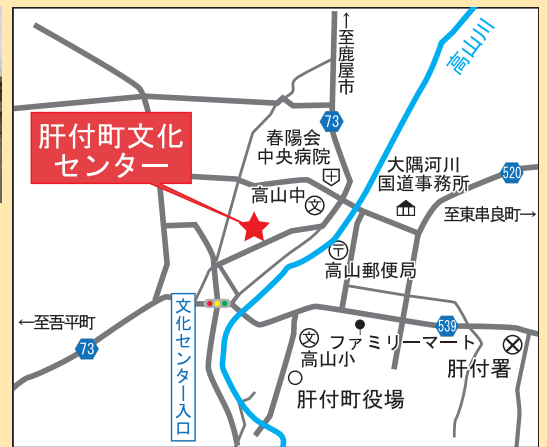 ↑至鹿屋市
高山川
73
肝付町文化
センター
春陽会
中央病院
大隅河川
国道事務所
520
高山中
文
至東串良町→
〒
高山郵便局
←至吾平町
73
文化センター入口
539
文
ファミリーマート
高山小
肝付署
肝付町役場